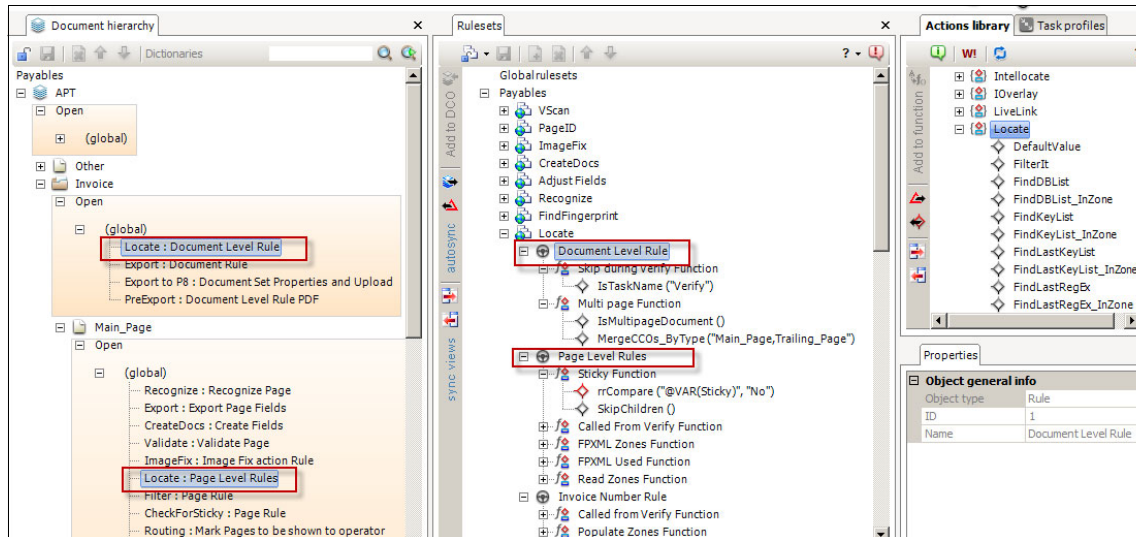 Document hierarchy
Dictionaries
Payables
APT
Open
(global)
Other
Invoice
Open
(global)
Locate : Document Level Rule
Export : Document Rule
Export to P8 : Document Set Properties and Upload
PreExport : Document Level Rule PDF
Main_Page
Open
(global)
Recognize : Recognize Page
Export : Export Page Fields
CreateDocs : Create Fields
Validate : Validate Page
ImageFix : Image Fix action Rule
Locate : Page Level Rules
Filter : Page Rule
CheckForSticky : Page Rule
Routing : Mark Pages to be shown to operator
Rulesets
?
Add to DCO
autosync
sync views
Globalrulesets
Payables
VScan
PageID
ImageFix
CreateDocs
Adjust Fields
Recognize
FindFingerprint
Locate
Document Level Rule
Skip during Verify Function
IsTaskName ("Verify")
Multi page Function
IsMultipageDocument ()
MergeCCOs_ByType ("Main_Page,Trailing_Page")
Page Level Rules
Sticky Function
rrCompare ("@VAR(Sticky)", "No")
SkipChildren ()
Called From Verify Function
FPXML Zones Function
FPXML Used Function
Read Zones Function
Invoice Number Rule
Called from Verify Function
Populate Zones Function
Actions library
Task profiles
W!
Add to function
Intellocate
IOverlay
LiveLink
Locate
DefaultValue
FilterIt
FindDBList
FindDBList_InZone
FindKeyList
FindKeyList_InZone
FindLastKeyList
FindLastKeyList_InZone
FindLastRegEx
FindLastRegEx_InZone
Properties
Object general info
Object type Rule
ID 1
Name Document Level Rule